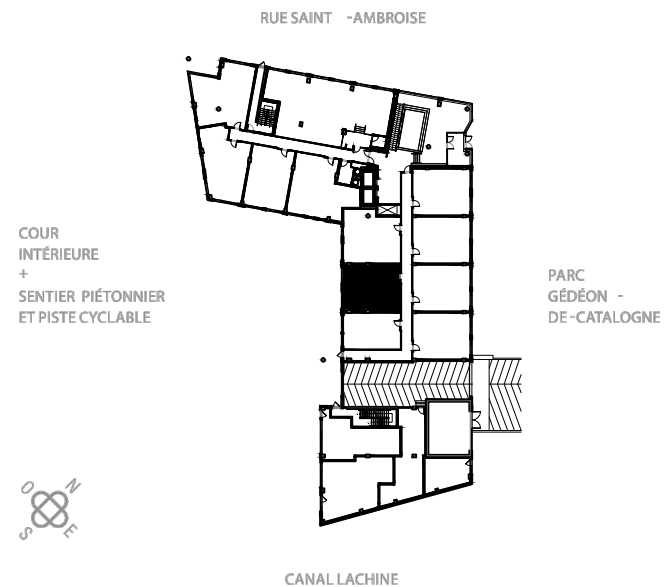 RUE SAINT -AMBROISE
COUR
INTÉRIEURE
+
SENTIER PIÉTONNIER
ET PISTE CYCLABLE
PARC
GÉDÉON -
DE-CATALOGNE
O N
S E
CANAL LACHINE